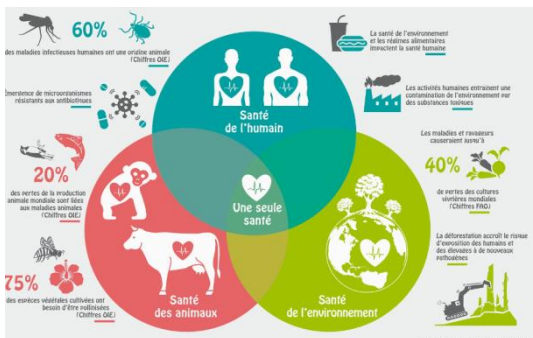 60%
des maladies infectieuses humaines ont une origine animale
(Chiffres OIE)
Émergence de microorganismes
résistants aux antibiotiques
20%
des pertes de la production
animale mondiale sont liées
aux maladies animales
(Chiffres OIE)
75%
des espèces végétales cultivées ont
besoin d'être pollinisées
(Chiffres OIE)
Santé
de l'humain
Une seule
santé
Santé
des animaux
Santé
de l'environnement
La santé de l'environnement
et les régimes alimentaires
impactent la santé humaine
Les activités humaines entrainent une
contamination de l'environnement par
des substances toxiques
Les maladies et ravageurs
causeraient jusqu'à
40%
de pertes des cultures
vivrières mondiales
(Chiffres FAO)
La déforestation accroît le risque
d'exposition des humains et
des élevages à de nouveaux
pathogènes